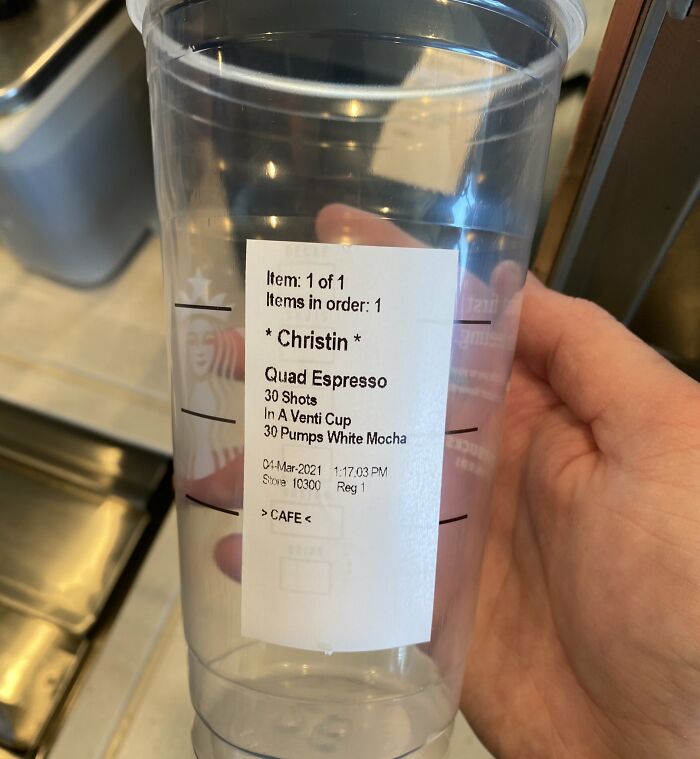 Item: 1 of 1
Items in order: 1
* Christin *
Quad Espresso
30 Shots
In A Venti Cup
30 Pumps White Mocha
04-Mar-2021 1:17:03 PM
Store 10300 Reg 1
> CAFE <